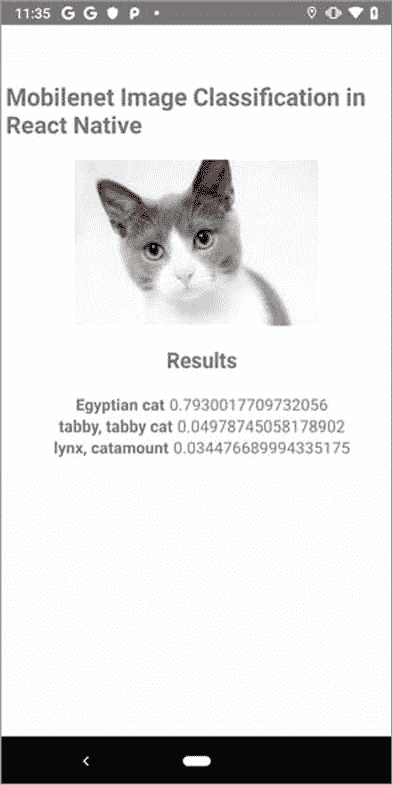 11:35
Mobilenet Image Classification in
React Native
Results
Egyptian cat 0.7930017709732056
tabby, tabby cat 0.04978745058178902
lynx, catamount 0.034476689994335175